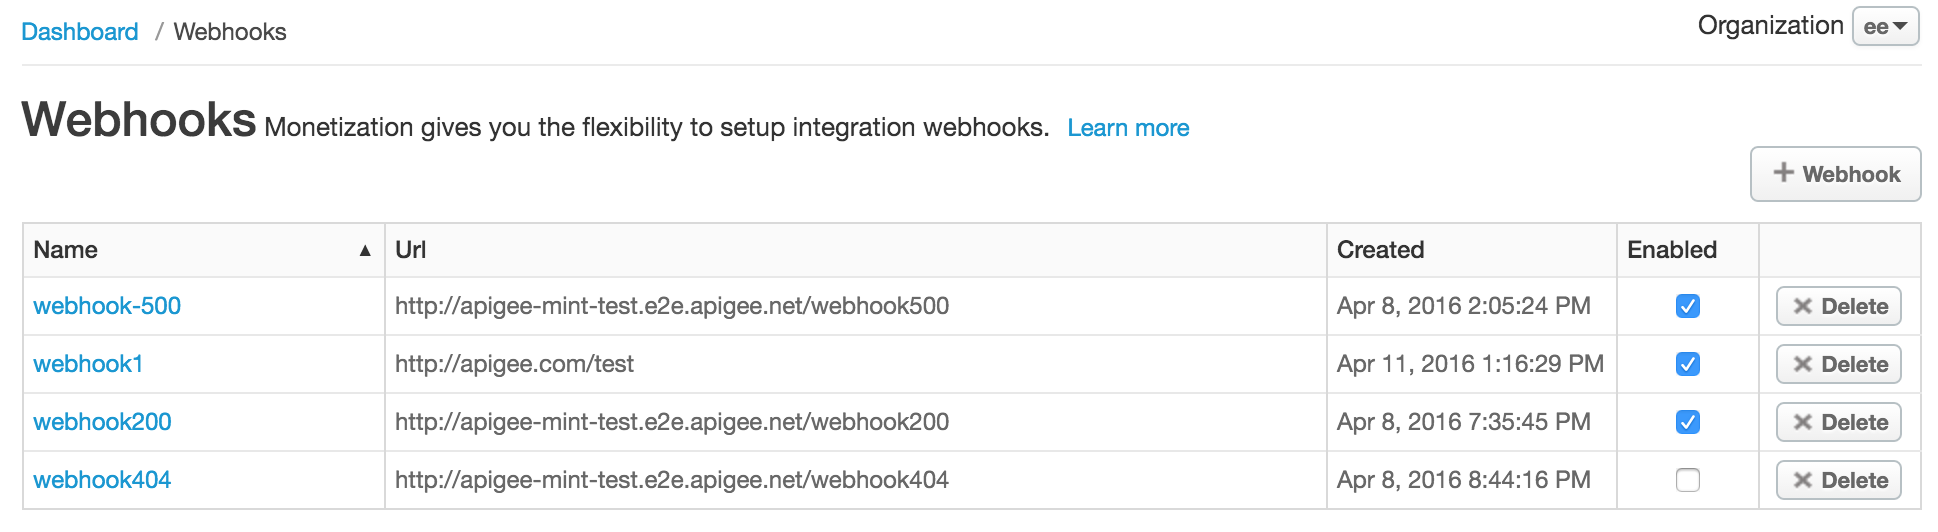 Dashboard / Webhooks Organization ee
Webhooks Monetization gives you the flexibility to setup integration webhooks. Learn more
+ Webhook
Name ▲ Url Created Enabled
webhook-500 http://apigee-mint-test.e2e.apigee.net/webhook500 Apr 8, 2016 2:05:24 PM Delete
webhook1 http://apigee.com/test Apr 11, 2016 1:16:29 PM Delete
webhook200 http://apigee-mint-test.e2e.apigee.net/webhook200 Apr 8, 2016 7:35:45 PM Delete
webhook404 http://apigee-mint-test.e2e.apigee.net/webhook404 Apr 8, 2016 8:44:16 PM Delete